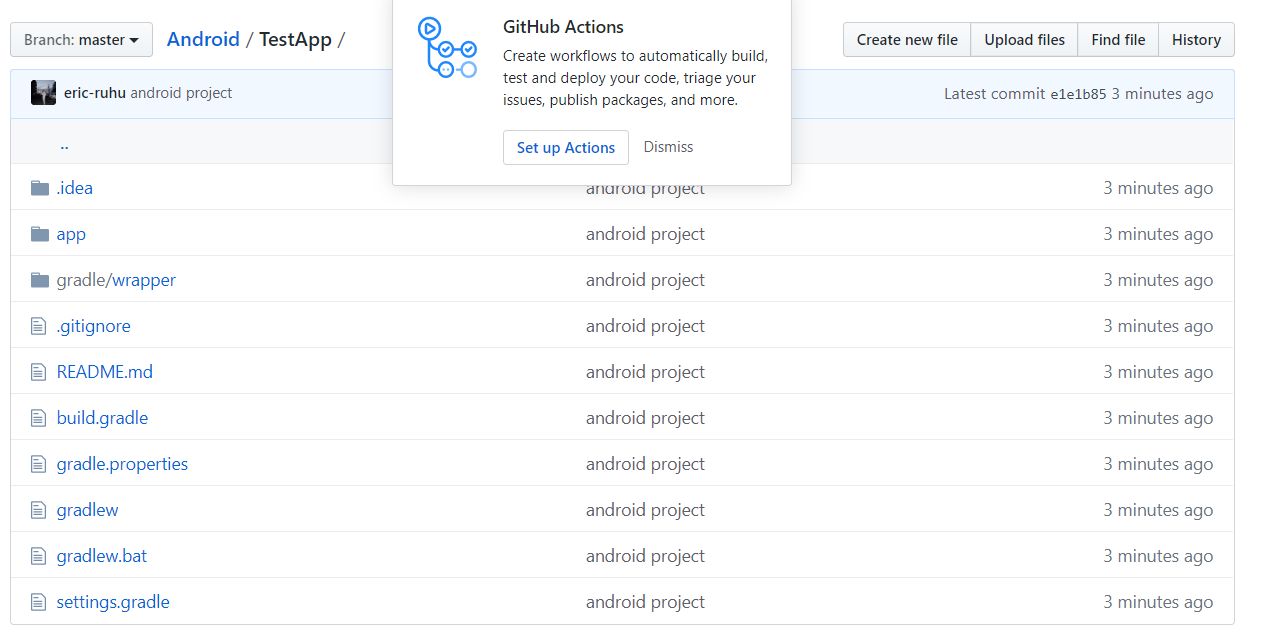 Branch: master
Android / TestApp /
GitHub Actions
Create workflows to automatically build,
test and deploy your code, triage your
issues, publish packages, and more.
Set up Actions Dismiss
Create new file Upload files Find file History
eric-ruhu android project Latest commit e1e1b85 3 minutes ago
..
.idea android project 3 minutes ago
app android project 3 minutes ago
gradle/wrapper android project 3 minutes ago
.gitignore android project 3 minutes ago
README.md android project 3 minutes ago
build.gradle android project 3 minutes ago
gradle.properties android project 3 minutes ago
gradlew android project 3 minutes ago
gradlew.bat android project 3 minutes ago
settings.gradle android project 3 minutes ago